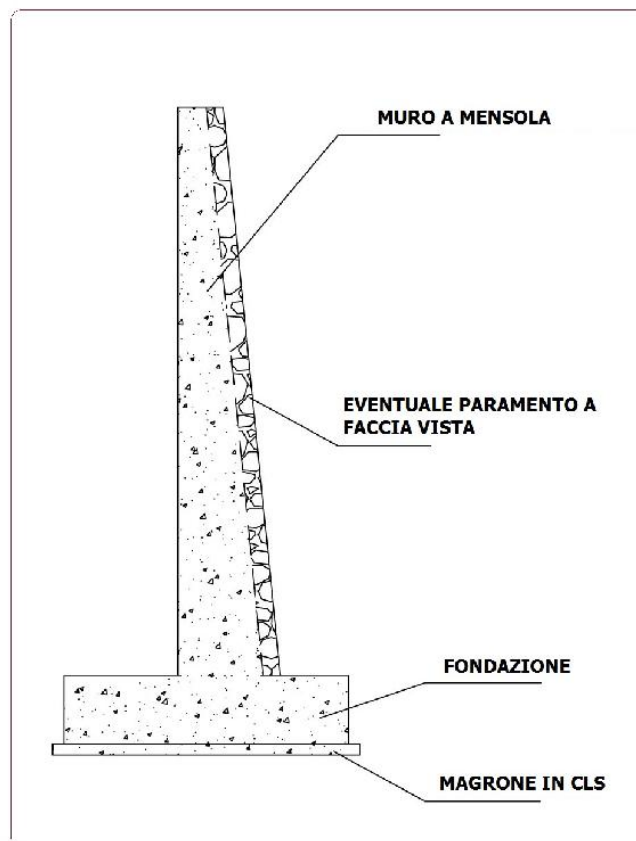 MURO A MENSOLA
EVENTUALE PARAMENTO A
FACCIA VISTA
FONDAZIONE
MAGRONE IN CLS